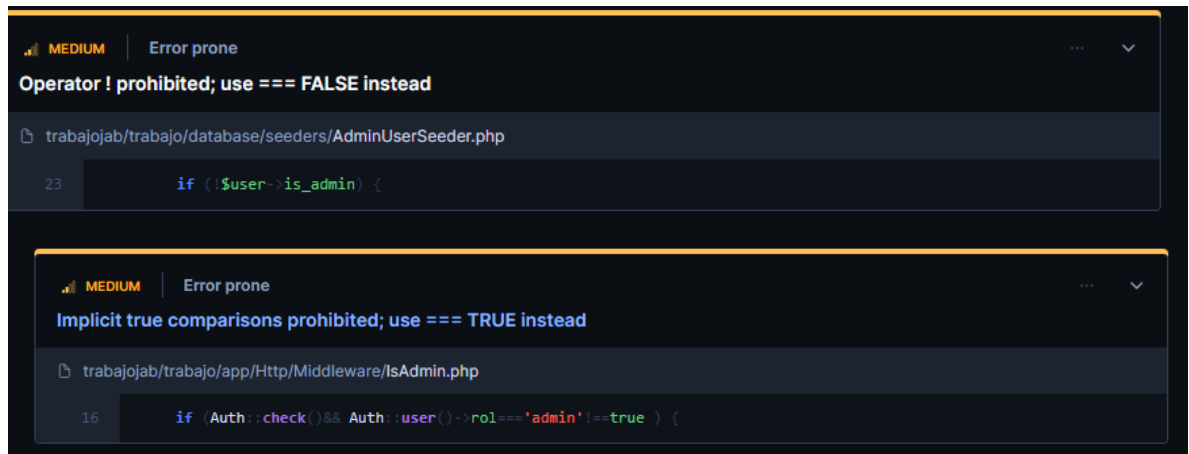 MEDIUM Error prone ...
Operator ! prohibited; use === FALSE instead
trabajojab/trabajo/database/seeders/AdminUserSeeder.php
23 if (!$user->is_admin) {
MEDIUM Error prone ...
Implicit true comparisons prohibited; use === TRUE instead
trabajojab/trabajo/app/Http/Middleware/IsAdmin.php
16 if (Auth::check()&& Auth::user()->rol==='admin'!==true ) {